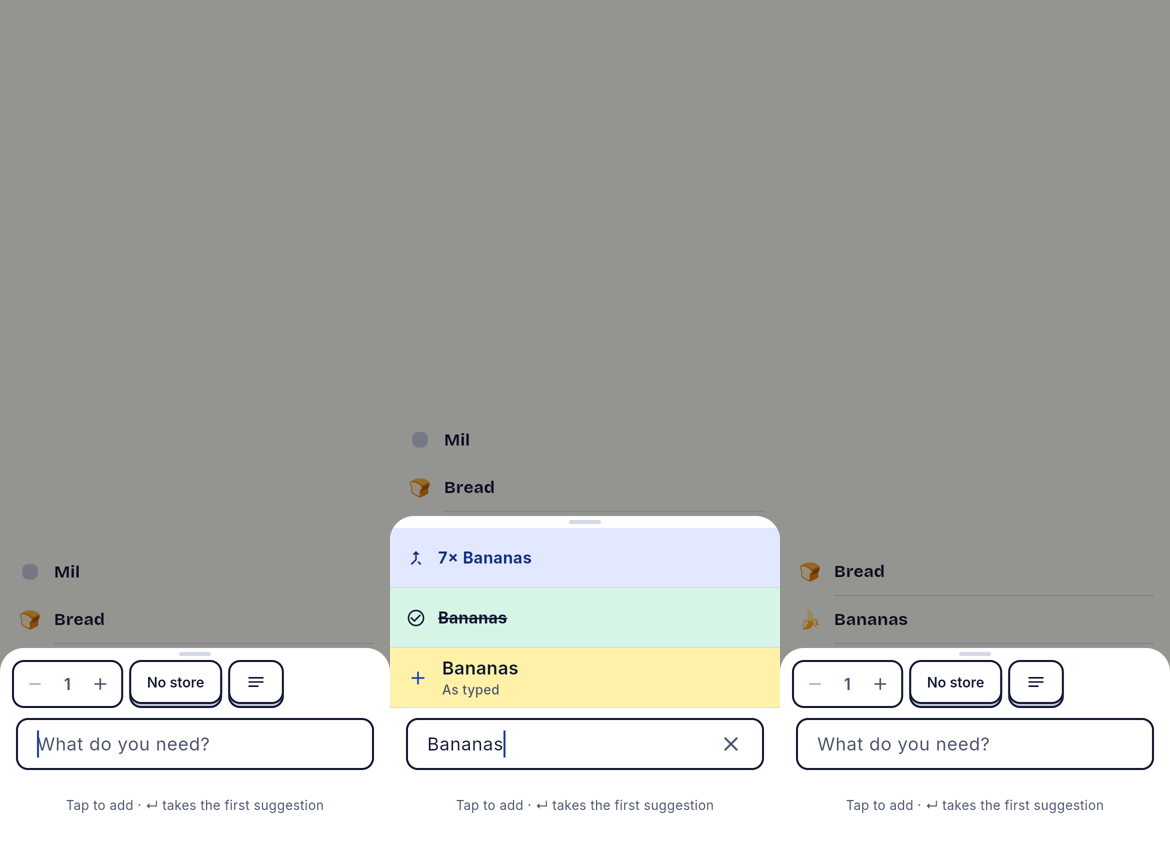 Mil
Bread
1
No store
What do you need?
Tap to add · ↵ takes the first suggestion
Mil
Bread
7× Bananas
Bananas
Bananas
As typed
Bananas
Tap to add · ↵ takes the first suggestion
Bread
Bananas
1
No store
What do you need?
Tap to add · ↵ takes the first suggestion